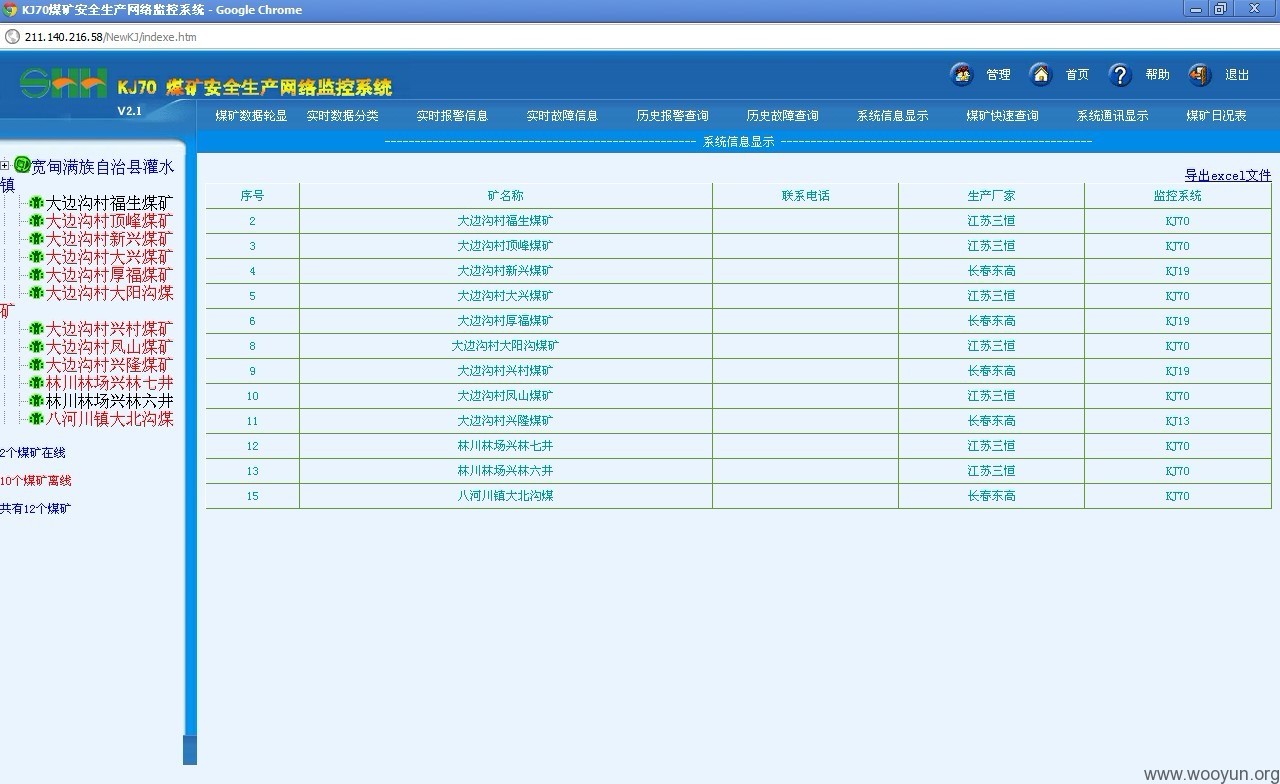 KJ70煤矿安全生产网络监控系统 - Google Chrome
211.140.216.58/NewKJ/indexe.htm
SHH KJ70 煤矿安全生产网络监控系统
V2.1
管理 首页 帮助 退出
煤矿数据轮显 实时数据分类 实时报警信息 实时故障信息 历史报警查询 历史故障查询 系统信息显示 煤矿快速查询 系统通讯显示 煤矿日况表
系统信息显示
宽甸满族自治县灌水
镇
大边沟村福生煤矿
大边沟村顶峰煤矿
大边沟村新兴煤矿
大边沟村大兴煤矿
大边沟村厚福煤矿
大边沟村大阳沟煤
矿
大边沟村兴村煤矿
大边沟村凤山煤矿
大边沟村兴隆煤矿
林川林场兴林七井
林川林场兴林六井
八河川镇大北沟煤
2个煤矿在线
10个煤矿离线
共有12个煤矿
导出excel文件
序号 矿名称 联系电话 生产厂家 监控系统
2 大边沟村福生煤矿 江苏三恒 KJ70
3 大边沟村顶峰煤矿 江苏三恒 KJ70
4 大边沟村新兴煤矿 长春东高 KJ19
5 大边沟村大兴煤矿 江苏三恒 KJ70
6 大边沟村厚福煤矿 长春东高 KJ19
8 大边沟村大阳沟煤矿 江苏三恒 KJ70
9 大边沟村兴村煤矿 长春东高 KJ19
10 大边沟村凤山煤矿 江苏三恒 KJ70
11 大边沟村兴隆煤矿 长春东高 KJ13
12 林川林场兴林七井 江苏三恒 KJ70
13 林川林场兴林六井 江苏三恒 KJ70
15 八河川镇大北沟煤 长春东高 KJ70
www.wooyun.org